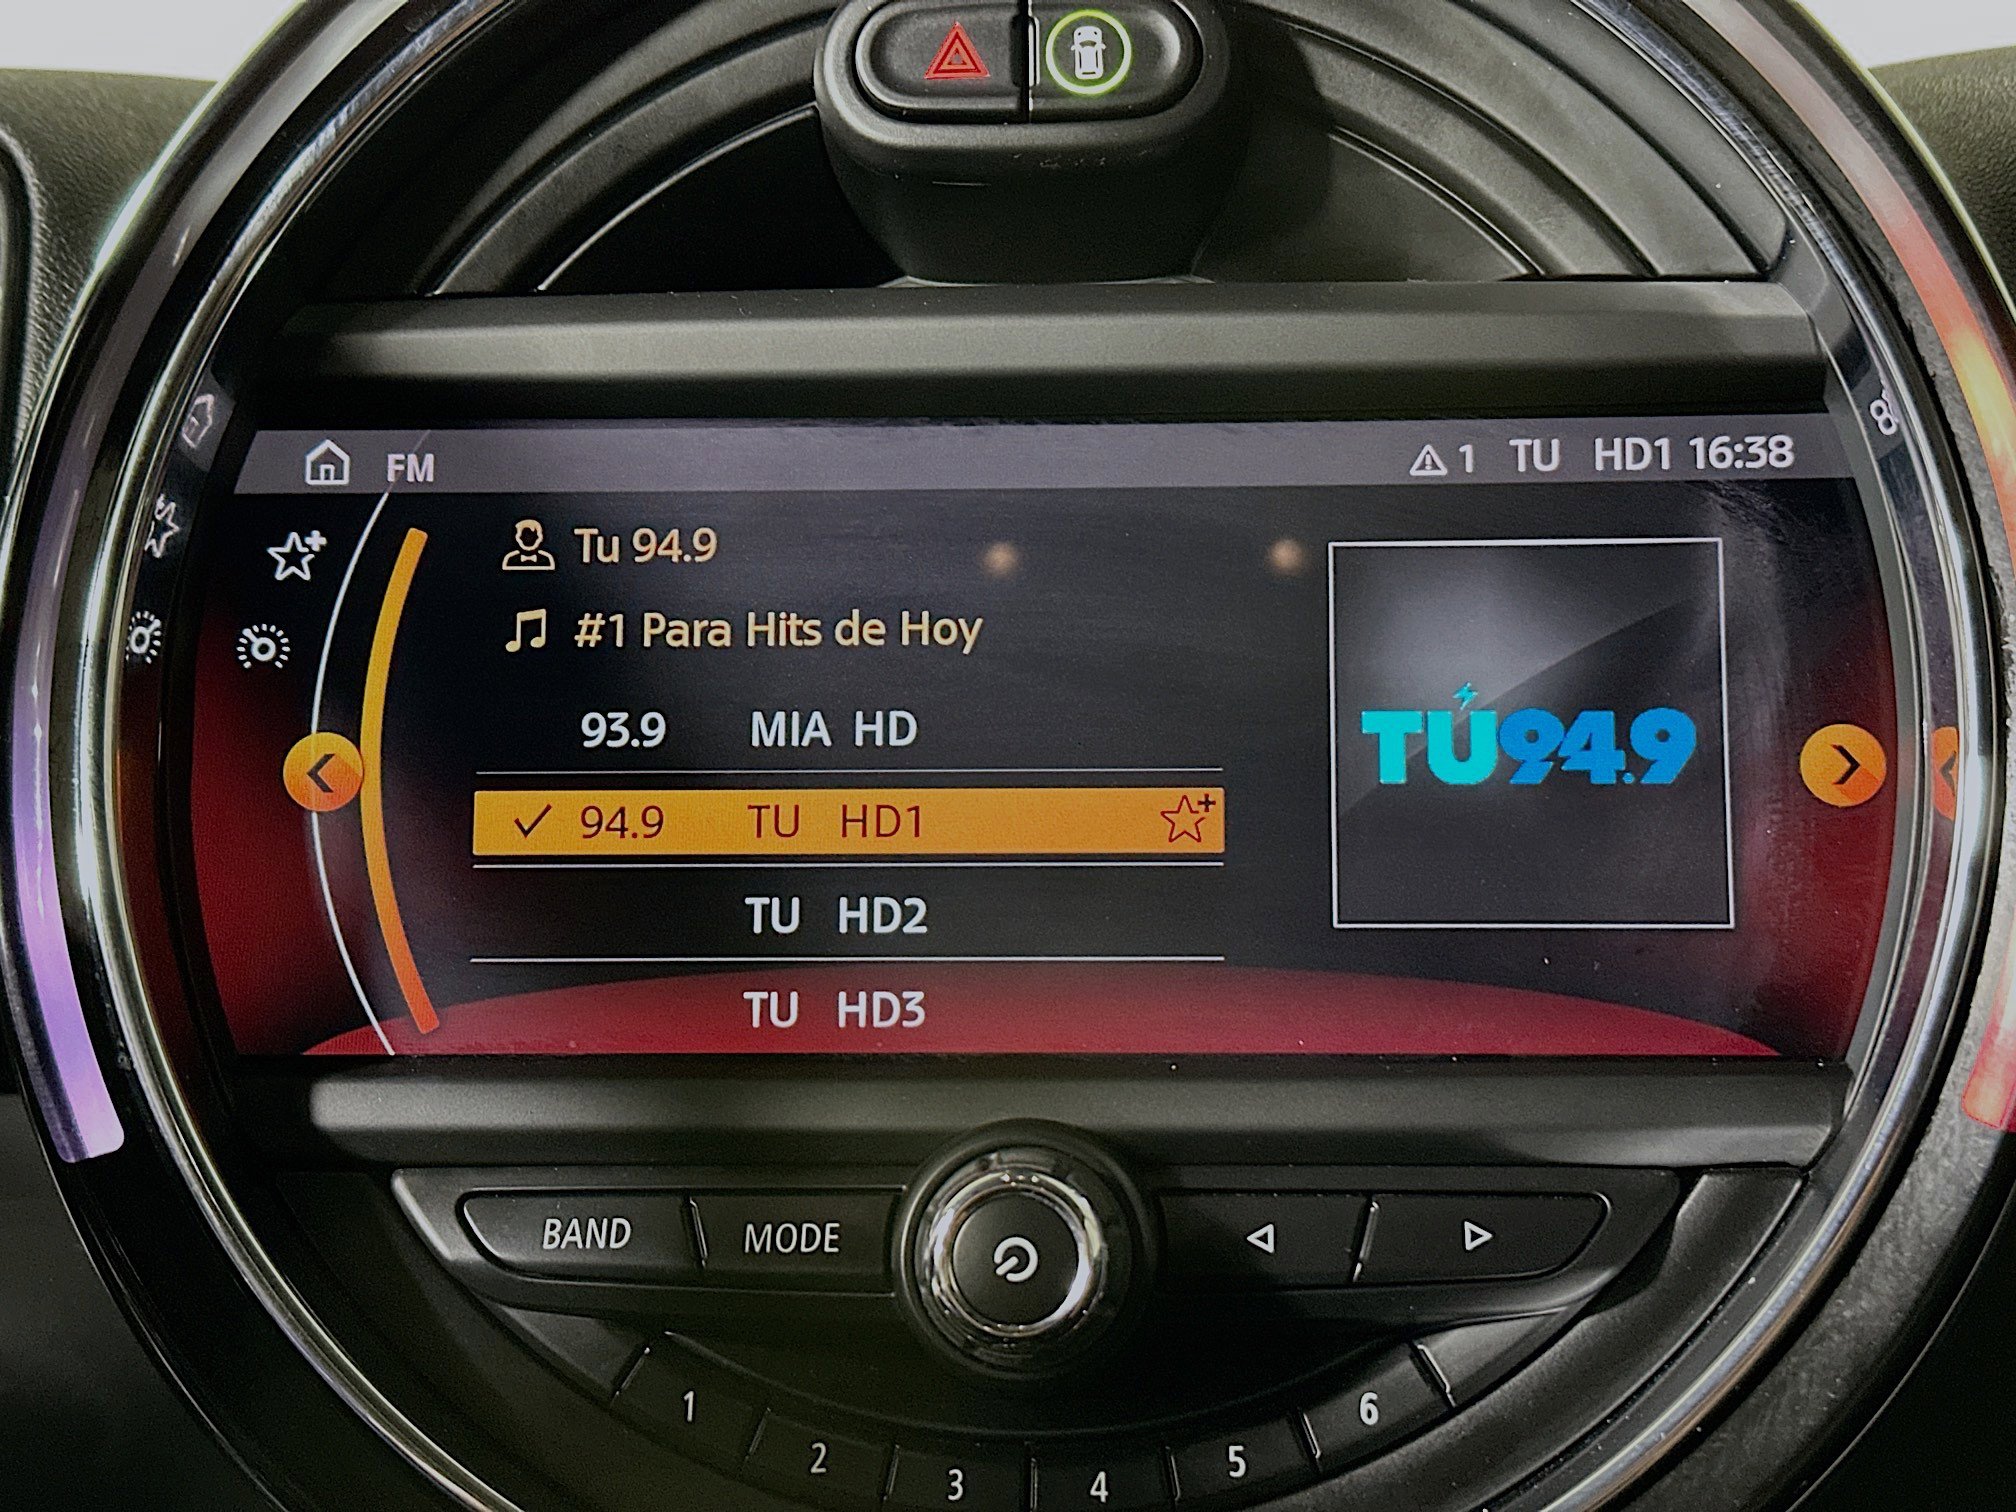 FM 1 TU HD1 16:38
Tu 94.9
#1 Para Hits de Hoy
93.9 MIA HD
94.9 TU HD1
TU HD2
TU HD3
TÚ94.9
BAND MODE
1 2 3 4 5 6